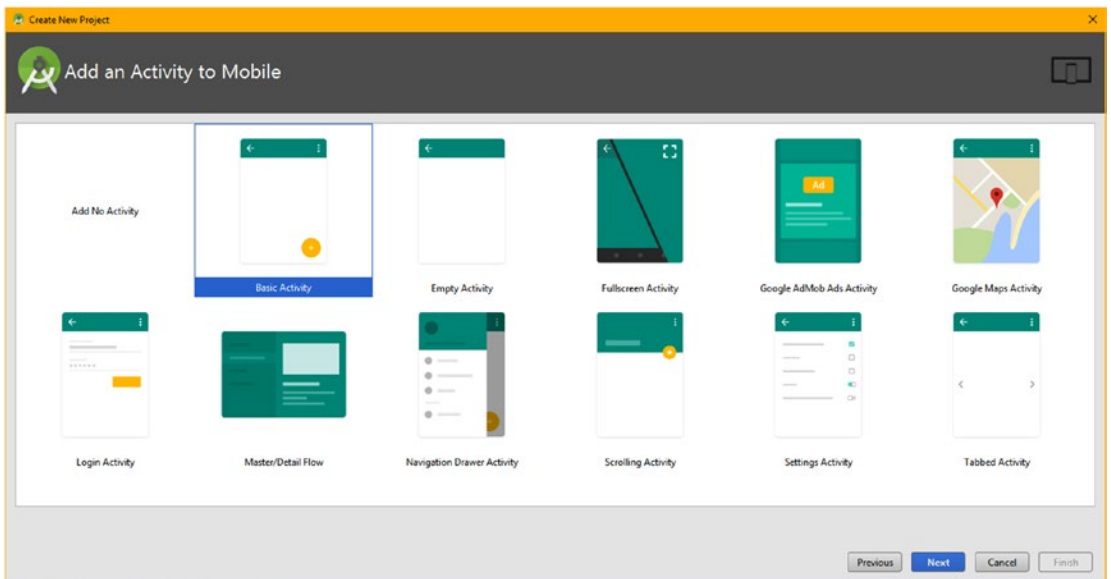 Create New Project
Add an Activity to Mobile
Add No Activity
Basic Activity
Empty Activity
Fullscreen Activity
Ad
Google AdMob Ads Activity
Google Maps Activity
Login Activity
Master/Detail Flow
Navigation Drawer Activity
Scrolling Activity
Settings Activity
Tabbed Activity
Previous
Next
Cancel
Finish